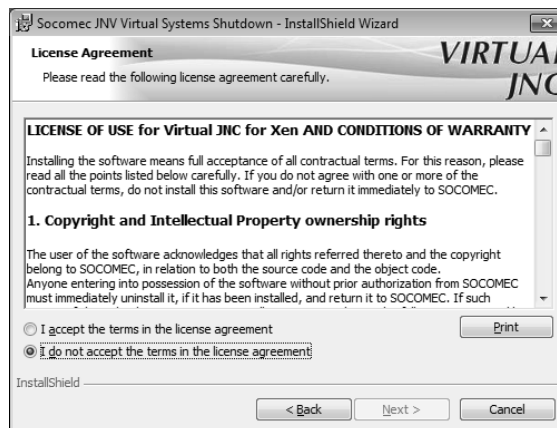 Socomec JNV Virtual Systems Shutdown - InstallShield Wizard
License Agreement
Please read the following license agreement carefully.
VIRTUAL
JNC
LICENSE OF USE for Virtual JNC for Xen AND CONDITIONS OF WARRANTY
Installing the software means full acceptance of all contractual terms. For this reason, please
read all the points listed below carefully. If you do not agree with one or more of the
contractual terms, do not install this software and/or return it immediately to SOCOMEC.
1. Copyright and Intellectual Property ownership rights
The user of the software acknowledges that all rights referred thereto and the copyright
belong to SOCOMEC, in relation to both the source code and the object code.
Anyone entering into possession of the software without prior authorization from SOCOMEC
must immediately uninstall it, if it has been installed, and return it to SOCOMEC. If such
I accept the terms in the license agreement
Print
I do not accept the terms in the license agreement
InstallShield
< Back
Next >
Cancel